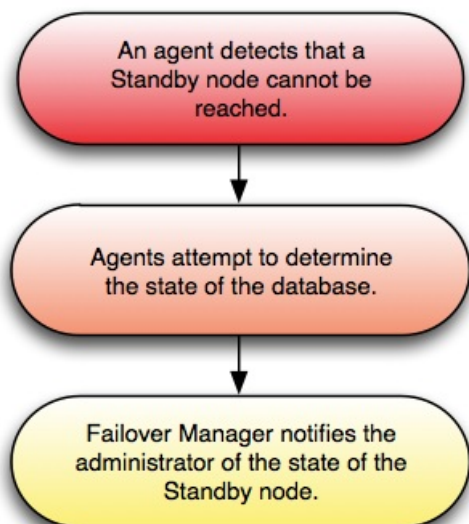 An agent detects that a
Standby node cannot be
reached.
Agents attempt to determine
the state of the database.
Failover Manager notifies the
administrator of the state of the
Standby node.